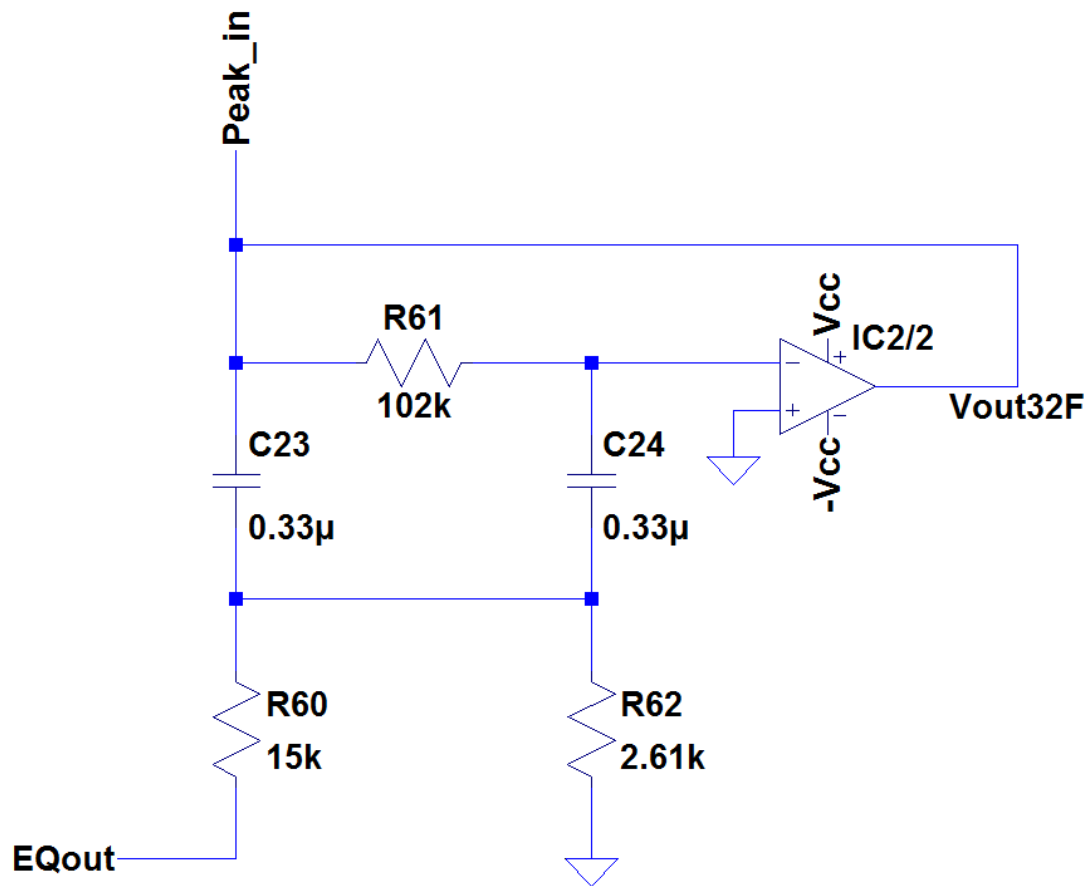 Peak_in
R61
102k
Vcc
+
IC2/2
−
+
−
Vout32F
-Vcc
C23
0.33µ
C24
0.33µ
R60
15k
R62
2.61k
EQout